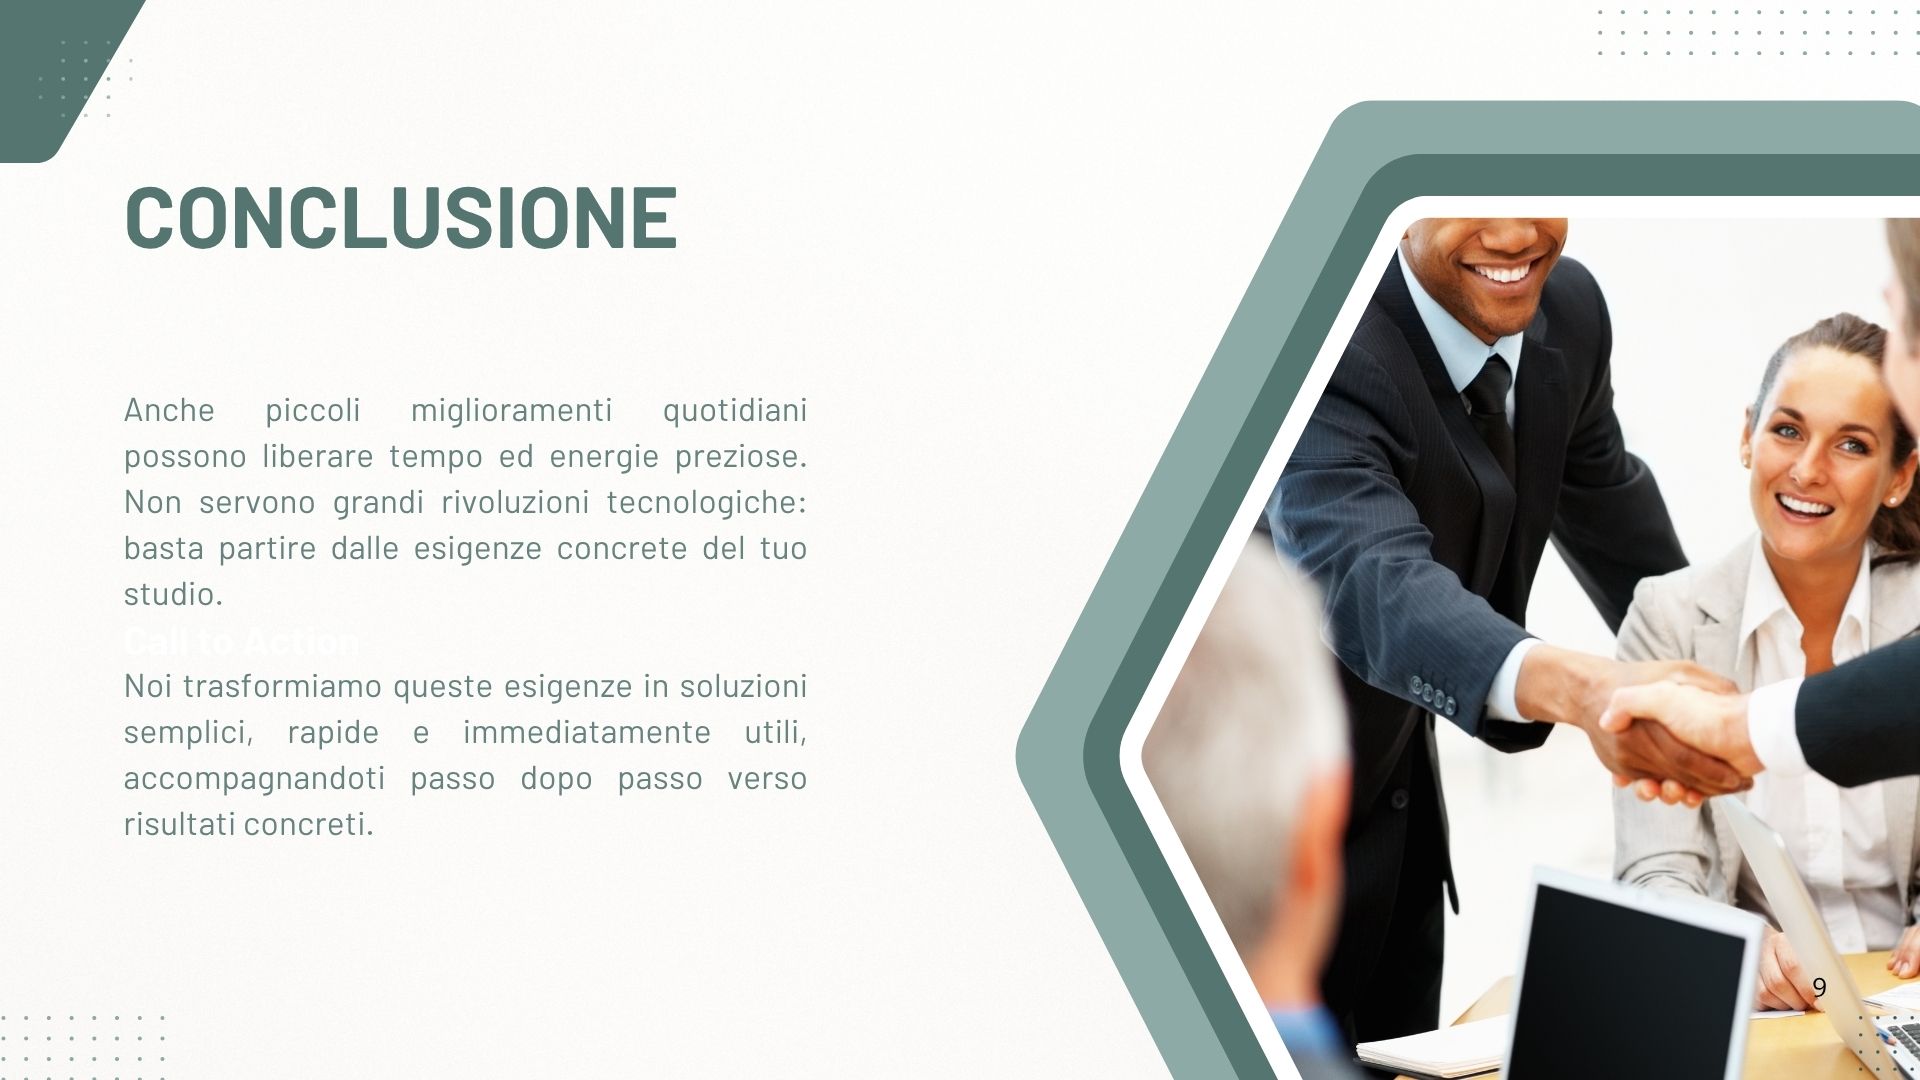 CONCLUSIONE
Anche piccoli miglioramenti quotidiani
possono liberare tempo ed energie preziose.
Non servono grandi rivoluzioni tecnologiche:
basta partire dalle esigenze concrete del tuo
studio.
Call to Action
Noi trasformiamo queste esigenze in soluzioni
semplici, rapide e immediatamente utili,
accompagnandoti passo dopo passo verso
risultati concreti.
9